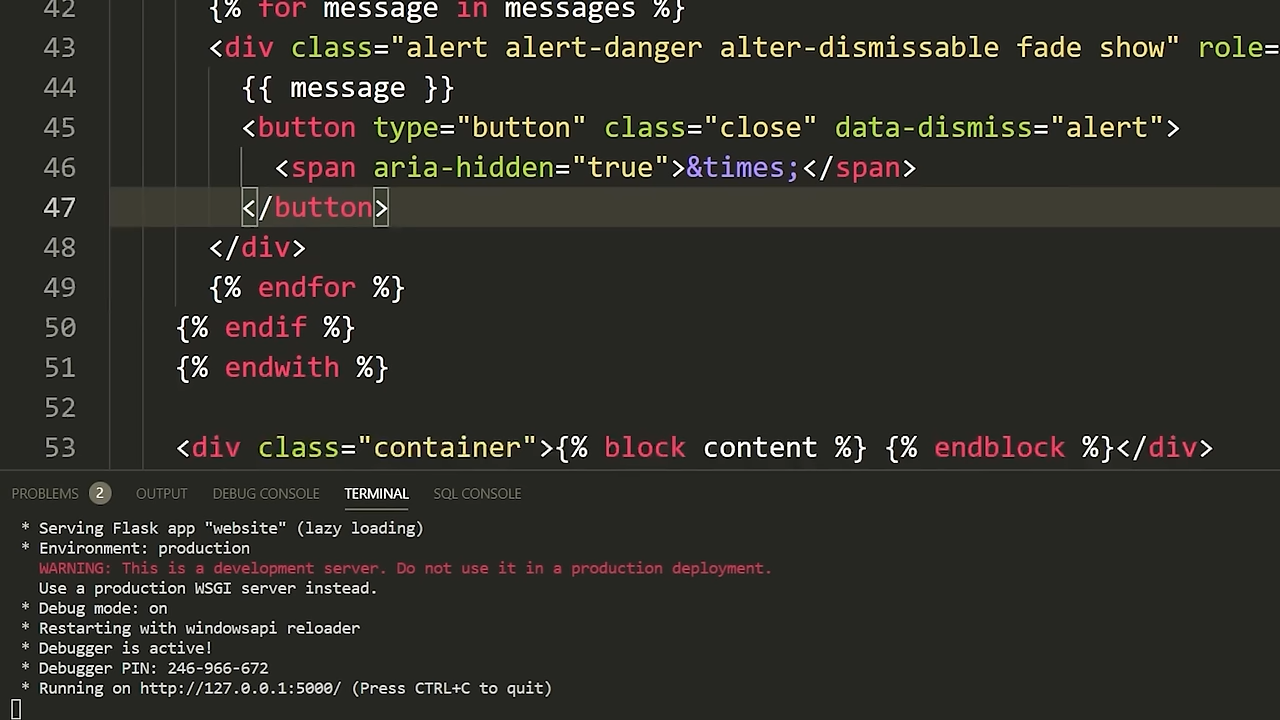 42 {% for message in messages %}
43 <div class="alert alert-danger alter-dismissable fade show" role=
44 {{ message }}
45 <button type="button" class="close" data-dismiss="alert">
46 <span aria-hidden="true">&times;</span>
47 </button>
48 </div>
49 {% endfor %}
50 {% endif %}
51 {% endwith %}
52
53 <div class="container">{% block content %} {% endblock %}</div>
PROBLEMS 2 OUTPUT DEBUG CONSOLE TERMINAL SQL CONSOLE
* Serving Flask app "website" (lazy loading)
* Environment: production
WARNING: This is a development server. Do not use it in a production deployment.
Use a production WSGI server instead.
* Debug mode: on
* Restarting with windowsapi reloader
* Debugger is active!
* Debugger PIN: 246-966-672
* Running on http://127.0.0.1:5000/ (Press CTRL+C to quit)